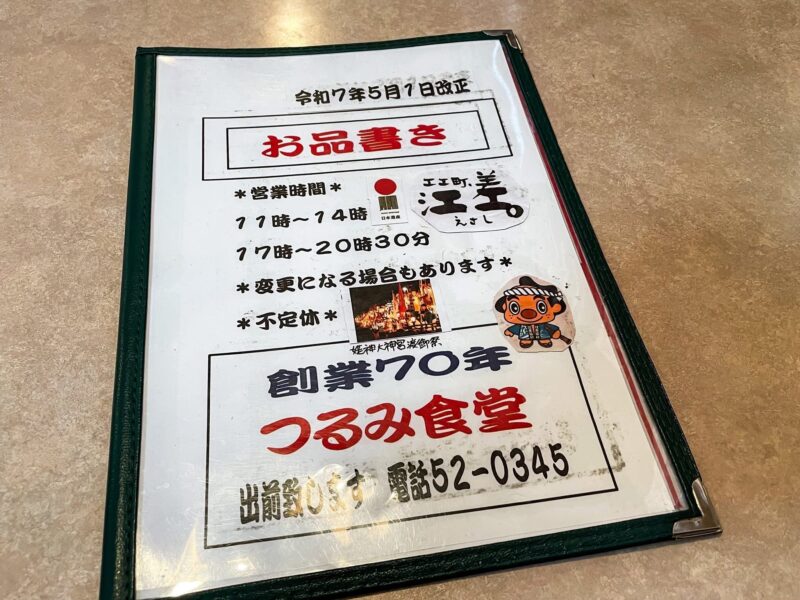 令和7年5月1日改正
お品書き
＊営業時間＊
11時～14時
日本遺産
江江町、差
江差。
えさし
17時～20時30分
＊変更になる場合もあります＊
＊不定休＊
姥神大神宮渡御祭
創業70年
つるみ食堂
出前致します 電話52-0345